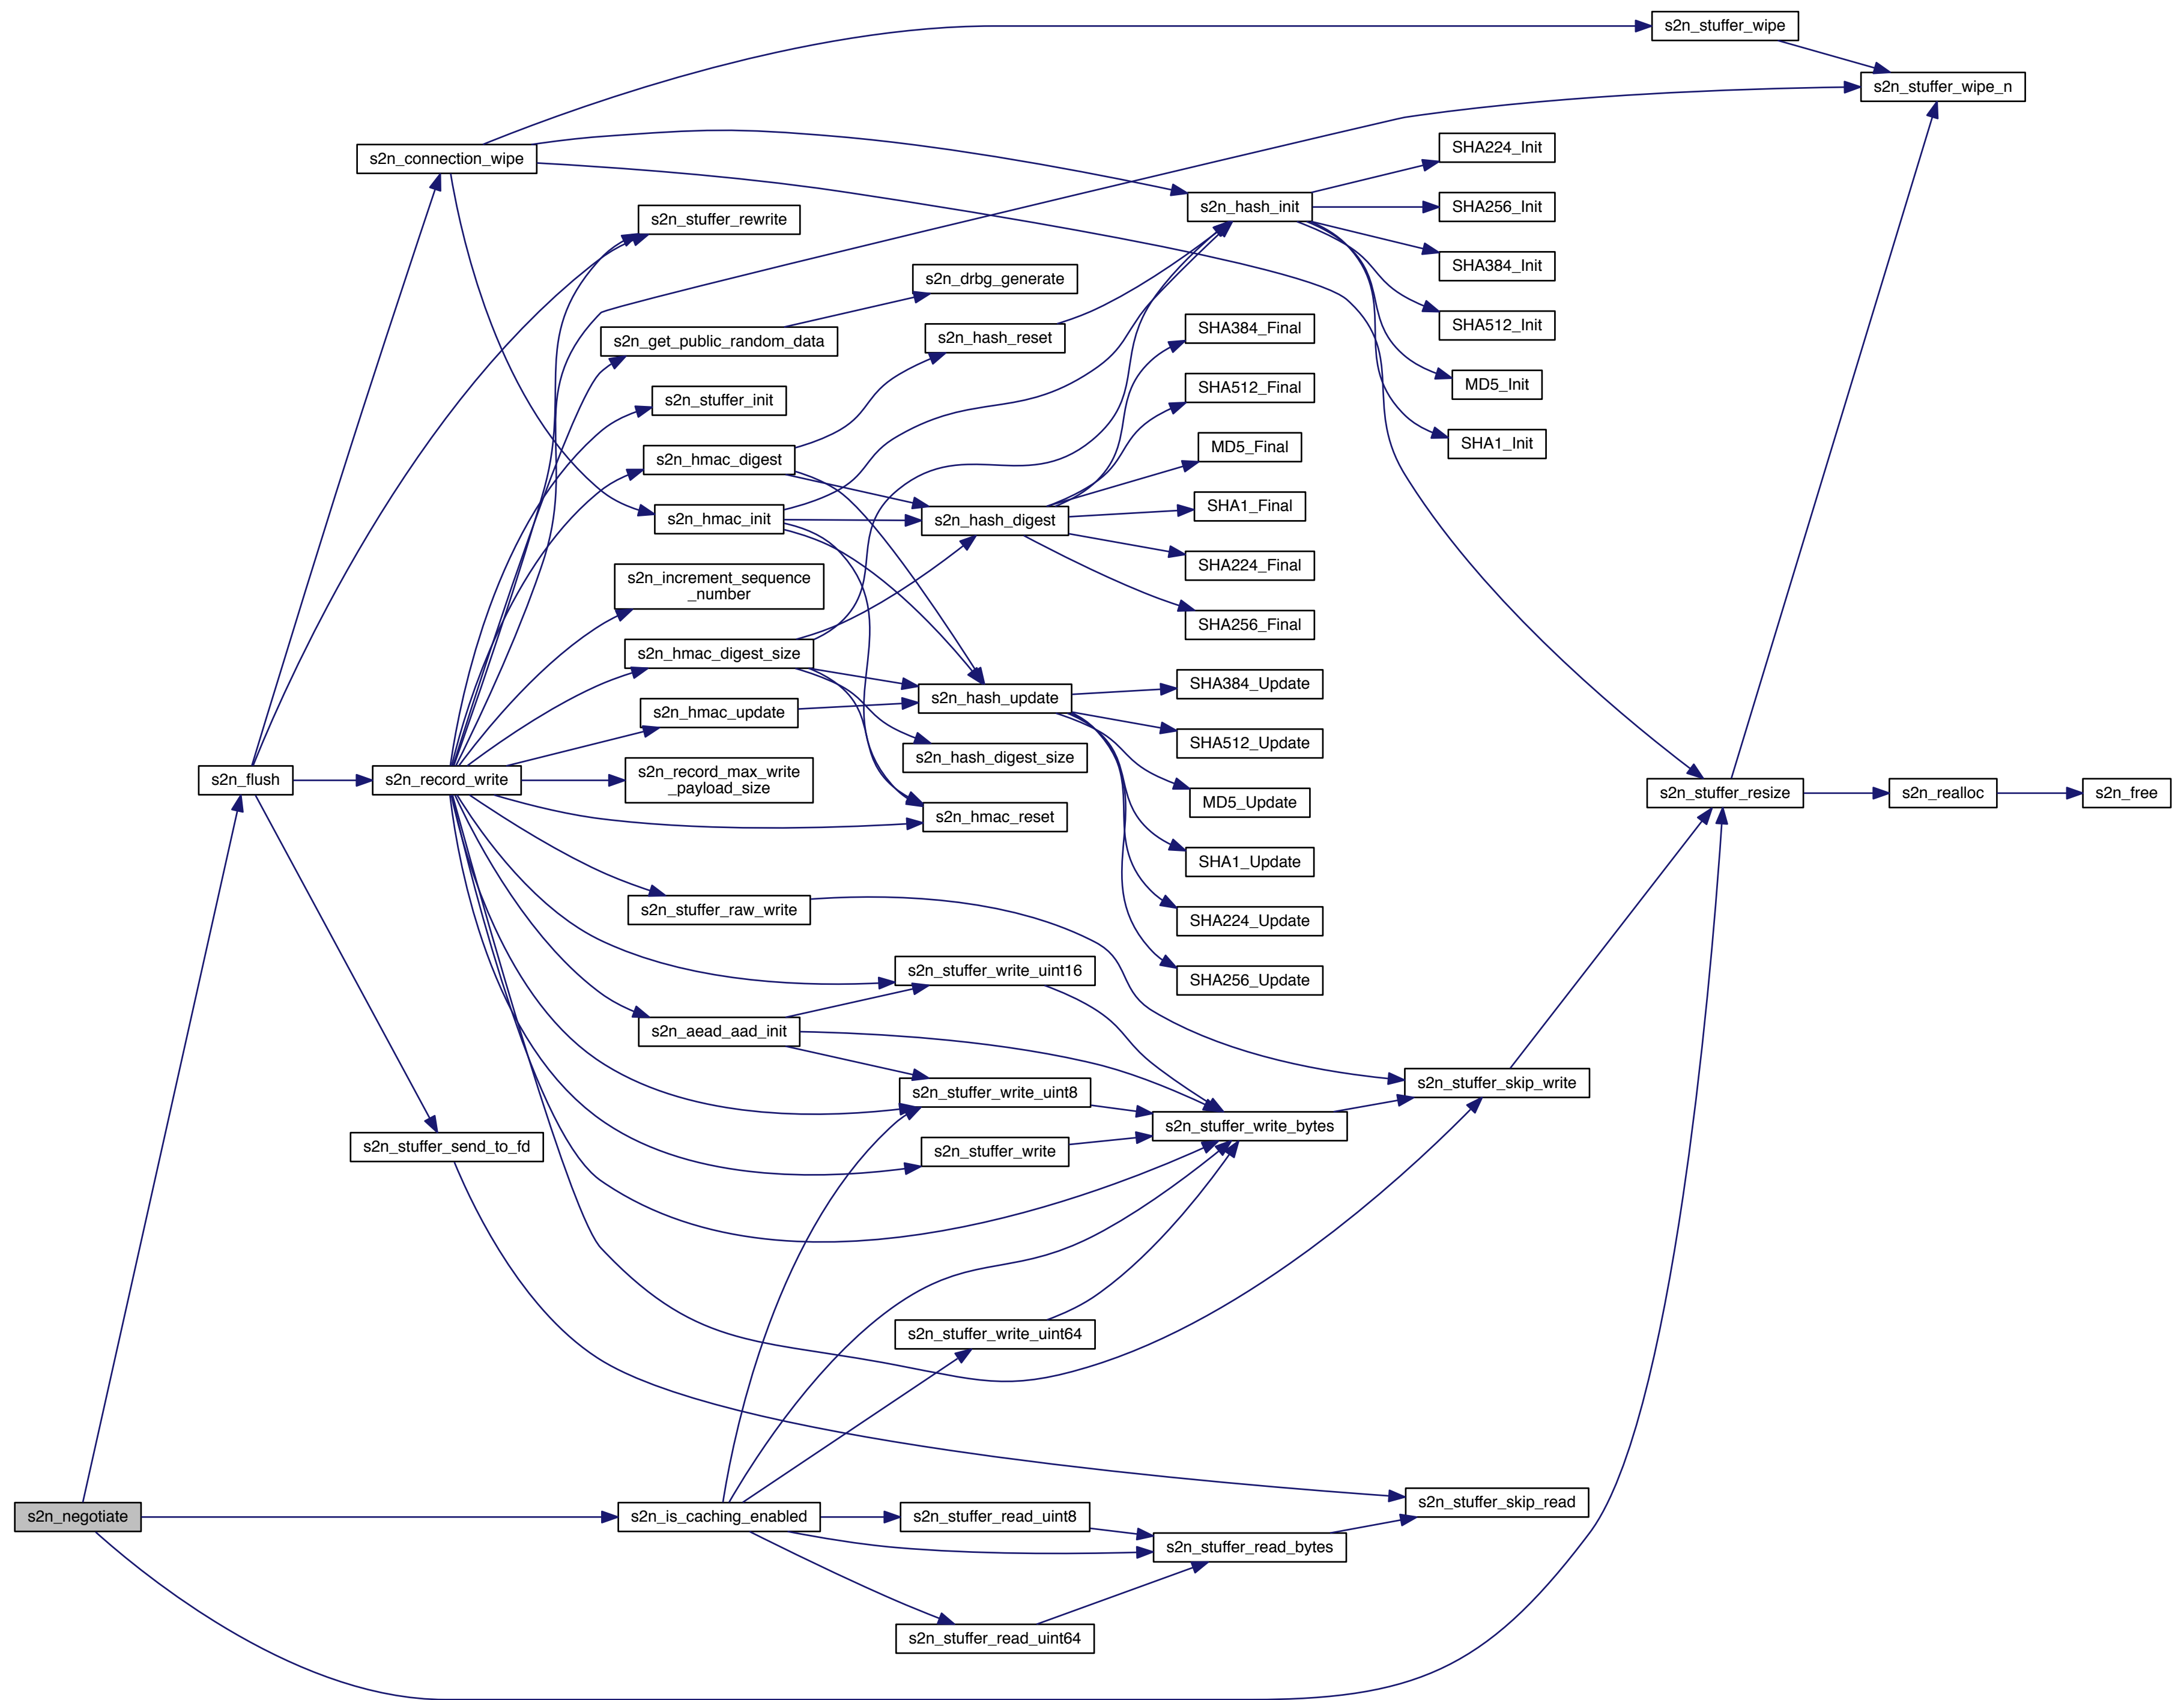 s2n_stuffer_wipe
s2n_stuffer_wipe_n
SHA224_Init
s2n_connection_wipe
s2n_hash_init
SHA256_Init
s2n_stuffer_rewrite
SHA384_Init
s2n_drbg_generate
SHA512_Init
SHA384_Final
s2n_hash_reset
s2n_get_public_random_data
MD5_Init
SHA512_Final
s2n_stuffer_init
SHA1_Init
MD5_Final
s2n_hmac_digest
SHA1_Final
s2n_hmac_init
s2n_hash_digest
SHA224_Final
s2n_increment_sequence
_number
SHA256_Final
s2n_hmac_digest_size
SHA384_Update
s2n_hash_update
s2n_hmac_update
SHA512_Update
s2n_hash_digest_size
s2n_flush
s2n_record_write
s2n_record_max_write
_payload_size
s2n_stuffer_resize
s2n_realloc
s2n_free
MD5_Update
s2n_hmac_reset
SHA1_Update
s2n_stuffer_raw_write
SHA224_Update
s2n_stuffer_write_uint16
SHA256_Update
s2n_aead_aad_init
s2n_stuffer_skip_write
s2n_stuffer_write_uint8
s2n_stuffer_write_bytes
s2n_stuffer_send_to_fd
s2n_stuffer_write
s2n_stuffer_write_uint64
s2n_stuffer_skip_read
s2n_negotiate
s2n_is_caching_enabled
s2n_stuffer_read_uint8
s2n_stuffer_read_bytes
s2n_stuffer_read_uint64